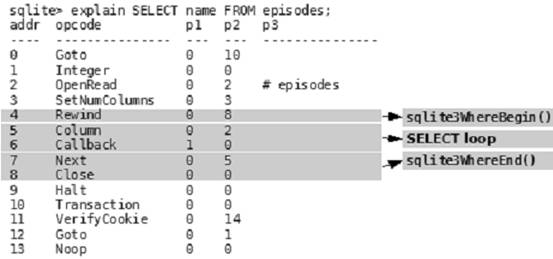 sqlite> explain SELECT name FROM episodes;
addr opcode p1 p2 p3
---- --------------- --- --- ---------------
0 Goto 0 10
1 Integer 0 0
2 OpenRead 0 2 # episodes
3 SetNumColumns 0 3
4 Rewind 0 8 sqlite3WhereBegin()
5 Column 0 2 SELECT loop
6 Callback 1 0
7 Next 0 5 sqlite3WhereEnd()
8 Close 0 0
9 Halt 0 0
10 Transaction 0 0
11 VerifyCookie 0 14
12 Goto 0 1
13 Noop 0 0